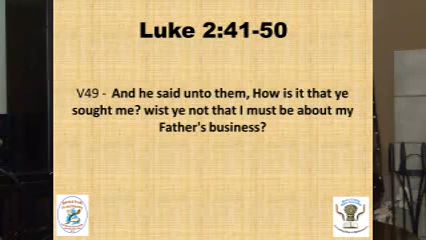 Luke 2:41-50
V49 - And he said unto them, How is it that ye
sought me? wist ye not that I must be about my
Father's business?